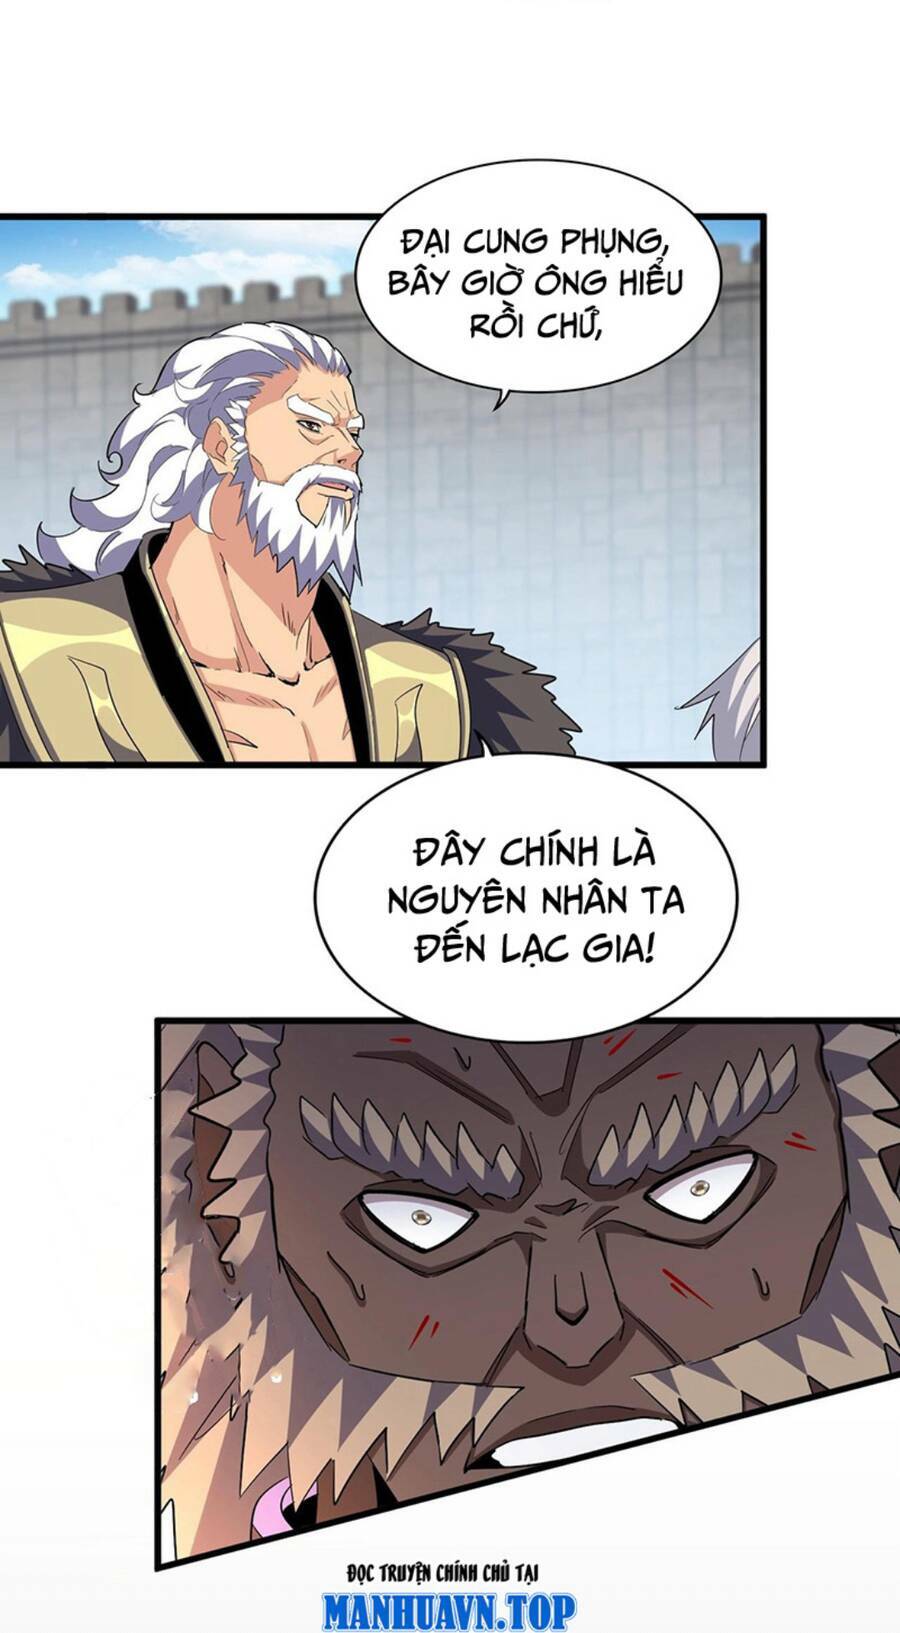 ĐẠI CUNG PHỤNG,
BÂY GIỜ ÔNG HIỂU
RỒI CHỨ,
ĐÂY CHÍNH LÀ
NGUYÊN NHÂN TA
ĐẾN LẠC GIA!
ĐỌC TRUYỆN CHÍNH CHỦ TẠI
MANHUAVN.TOP